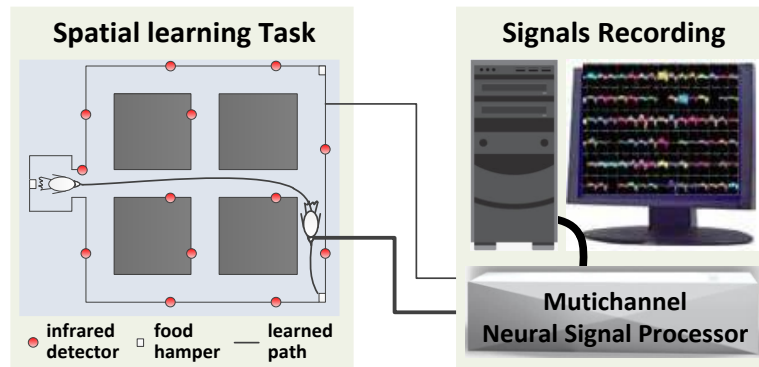 Spatial learning Task
infrared
detector
food
hamper
learned
path
Signals Recording
Mutichannel
Neural Signal Processor